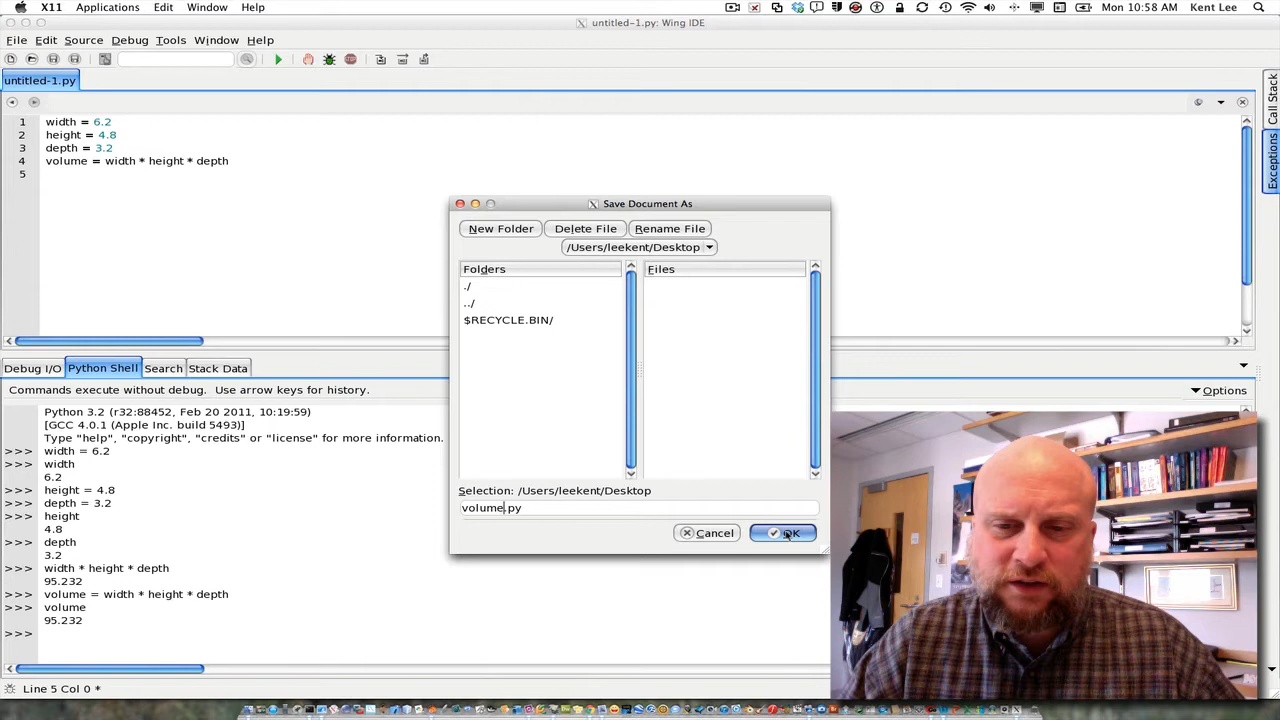 X11 File Edit Window Help
Mon 10:58 AM Kent Lee
untitled-1.py: Wing IDE
File Edit Source Debug Tools Window Help
untitled-1.py
1 width = 6.2
2 height = 4.8
3 depth = 3.2
4 volume = width * height * depth
5
Call Stack
Exceptions
Save Document As
New Folder Delete File Rename File
/Users/leekent/Desktop
Folders Files
./
../
$RECYCLE.BIN/
Selection: /Users/leekent/Desktop
volume.py
Cancel OK
Debug I/O Python Shell Search Stack Data
Commands execute without debug. Use arrow keys for history.
Options
Python 3.2 (r32:88452, Feb 20 2011, 10:19:59)
[GCC 4.0.1 (Apple Inc. build 5493)]
Type "help", "copyright", "credits" or "license" for more information.
>>> width = 6.2
>>> width
6.2
>>> height = 4.8
>>> depth = 3.2
>>> height
4.8
>>> depth
3.2
>>> width * height * depth
95.232
>>> volume = width * height * depth
>>> volume
95.232
>>>
Line 5 Col 0 *